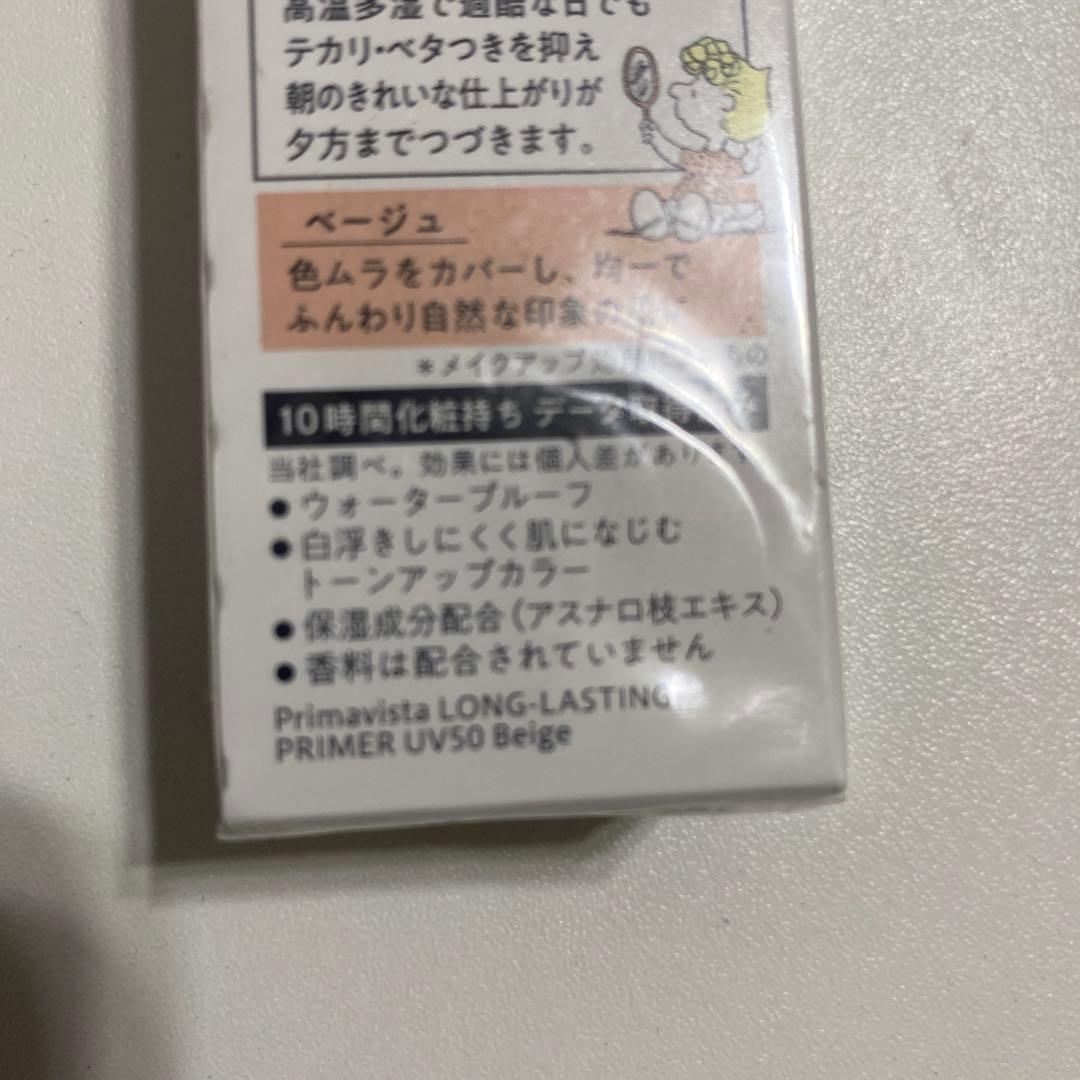 高温多湿で過酷な日でも
テカリ・ベタつきを抑え
朝のきれいな仕上がりが
夕方までつづきます。
ベージュ
色ムラをカバーし、均一で
ふんわり自然な印象の
*メイクアップ
10時間化粧持ち データ
当社調べ。効果には個人差があります
●ウォータープルーフ
●白浮きしにくく肌になじむ
トーンアップカラー
●保湿成分配合(アスナロ枝エキス)
●香料は配合されていません
Primavista LONG-LASTING
PRIMER UV50 Beige